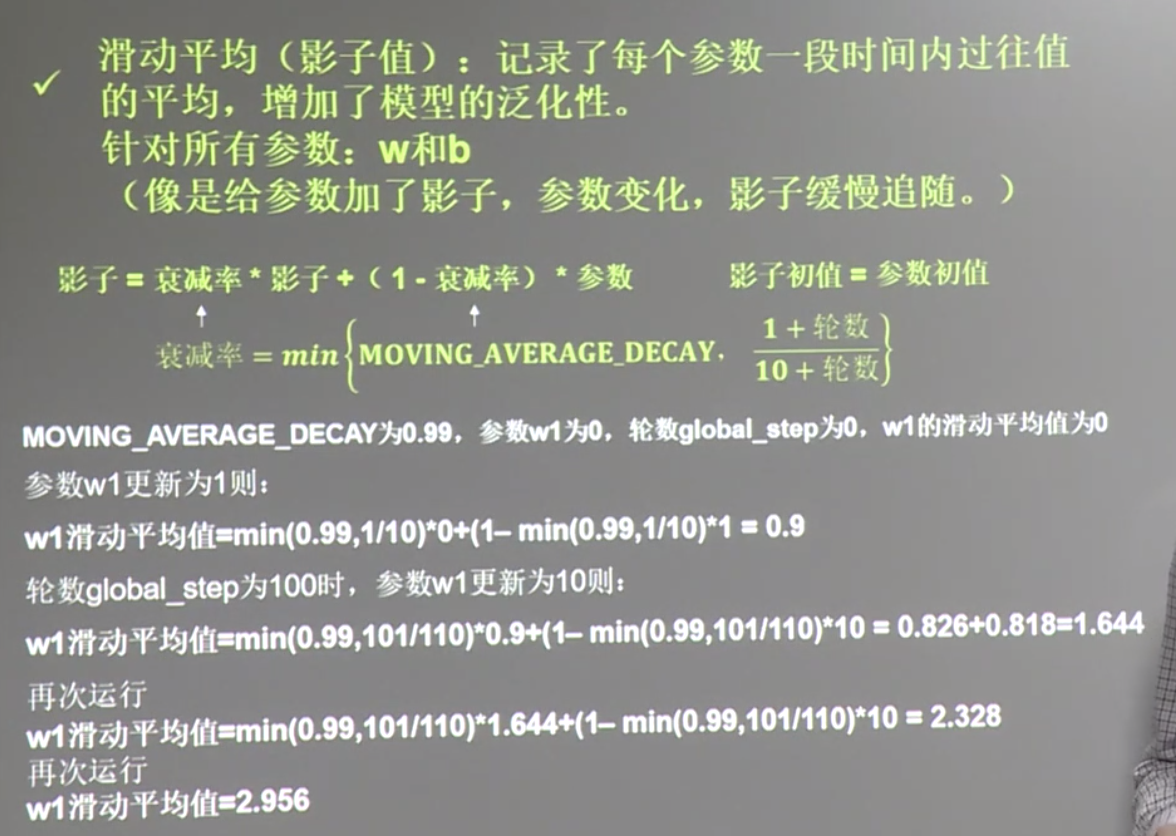 ✓ 滑动平均（影子值）：记录了每个参数一段时间内过往值
的平均，增加了模型的泛化性。
针对所有参数：w和b
（像是给参数加了影子，参数变化，影子缓慢追随。）
影子 = 衰减率 * 影子 + （ 1 - 衰减率） * 参数 影子初值 = 参数初值
衰减率 = min{MOVING_AVERAGE_DECAY, (1 + 轮数)/(10 + 轮数)}
MOVING_AVERAGE_DECAY为0.99，参数w1为0，轮数global_step为0，w1的滑动平均值为0
参数w1更新为1则：
w1滑动平均值=min(0.99,1/10)*0+(1– min(0.99,1/10)*1 = 0.9
轮数global_step为100时，参数w1更新为10则：
w1滑动平均值=min(0.99,101/110)*0.9+(1– min(0.99,101/110)*10 = 0.826+0.818=1.644
再次运行
w1滑动平均值=min(0.99,101/110)*1.644+(1– min(0.99,101/110)*10 = 2.328
再次运行
w1滑动平均值=2.956